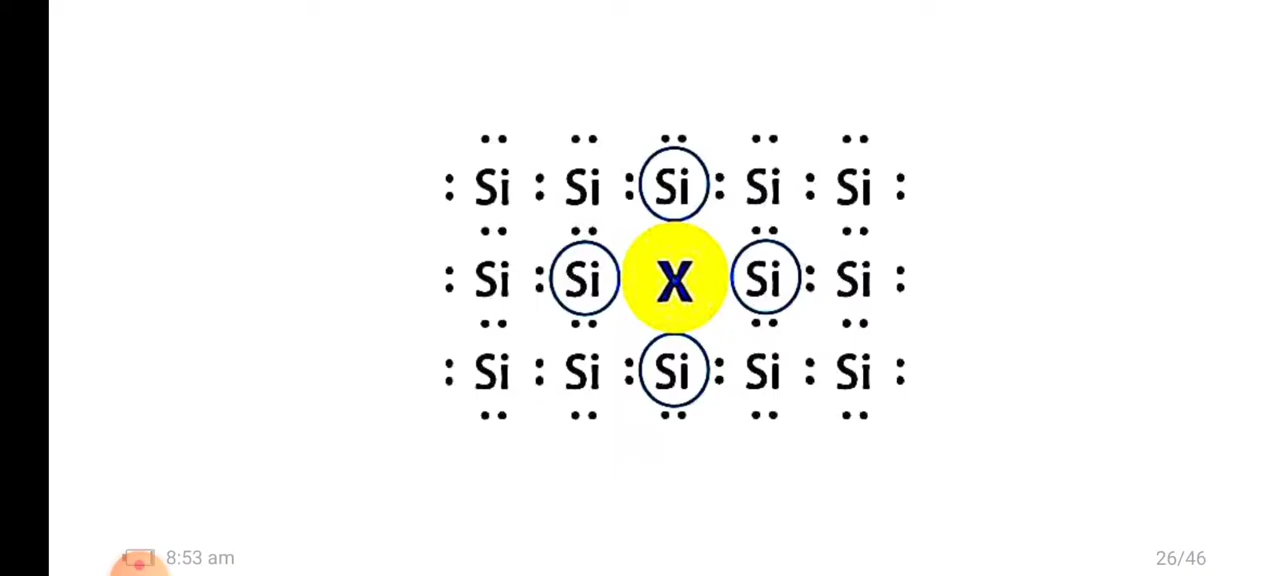 : Si : Si : Si : Si : Si :
: Si : Si X Si : Si :
: Si : Si : Si : Si : Si :
8:53 am
26/46